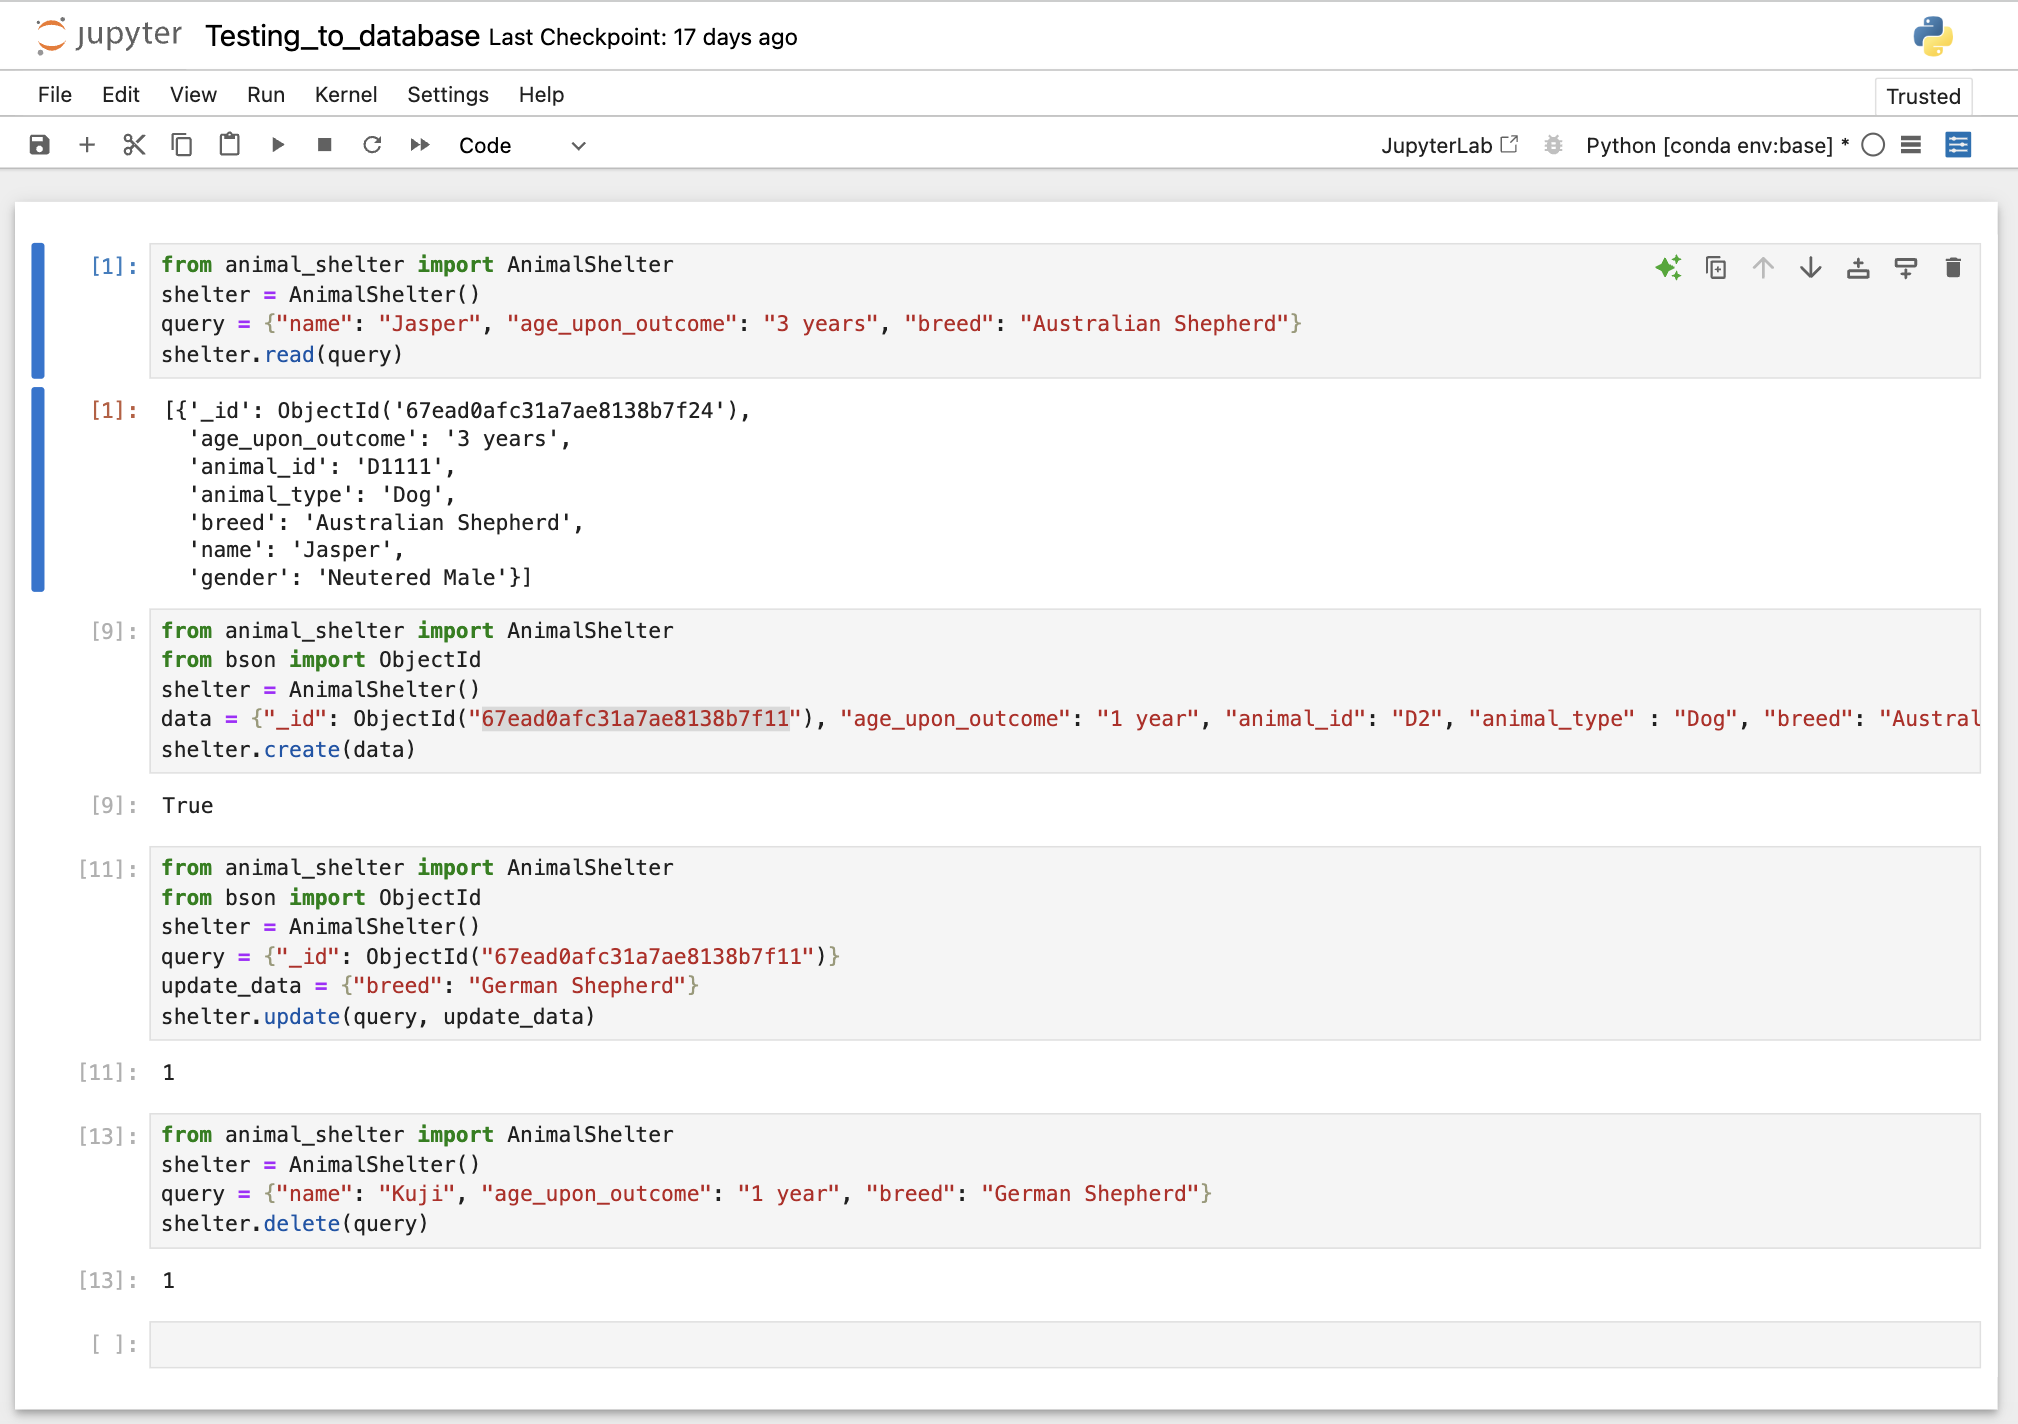 jupyter Testing_to_database Last Checkpoint: 17 days ago
File Edit View Run Kernel Settings Help Trusted
Code JupyterLab Python [conda env:base] *
[1]: from animal_shelter import AnimalShelter
shelter = AnimalShelter()
query = {"name": "Jasper", "age_upon_outcome": "3 years", "breed": "Australian Shepherd"}
shelter.read(query)
[1]: [{'_id': ObjectId('67ead0afc31a7ae8138b7f24'),
'age_upon_outcome': '3 years',
'animal_id': 'D1111',
'animal_type': 'Dog',
'breed': 'Australian Shepherd',
'name': 'Jasper',
'gender': 'Neutered Male'}]
[9]: from animal_shelter import AnimalShelter
from bson import ObjectId
shelter = AnimalShelter()
data = {"_id": ObjectId("67ead0afc31a7ae8138b7f11"), "age_upon_outcome": "1 year", "animal_id": "D2", "animal_type" : "Dog", "breed": "Austral
shelter.create(data)
[9]: True
[11]: from animal_shelter import AnimalShelter
from bson import ObjectId
shelter = AnimalShelter()
query = {"_id": ObjectId("67ead0afc31a7ae8138b7f11")}
update_data = {"breed": "German Shepherd"}
shelter.update(query, update_data)
[11]: 1
[13]: from animal_shelter import AnimalShelter
shelter = AnimalShelter()
query = {"name": "Kuji", "age_upon_outcome": "1 year", "breed": "German Shepherd"}
shelter.delete(query)
[13]: 1
[ ]: